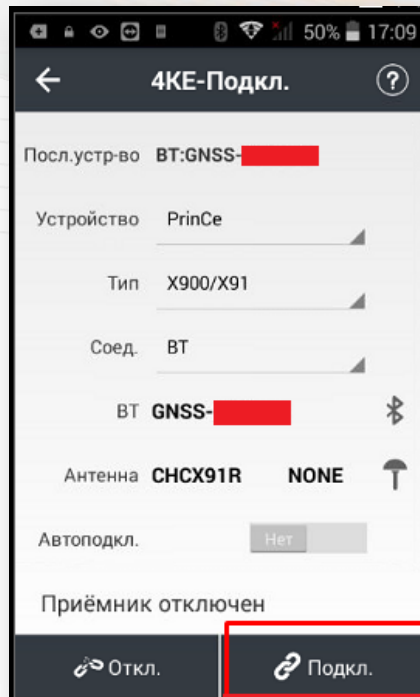 50% 17:09
4КЕ-Подкл. ?
Посл.устр-во BT:GNSS-
Устройство PrinCe
Тип X900/X91
Соед. BT
BT GNSS-
Антенна CHCX91R NONE
Автоподкл. Нет
Приёмник отключен
Откл. Подкл.